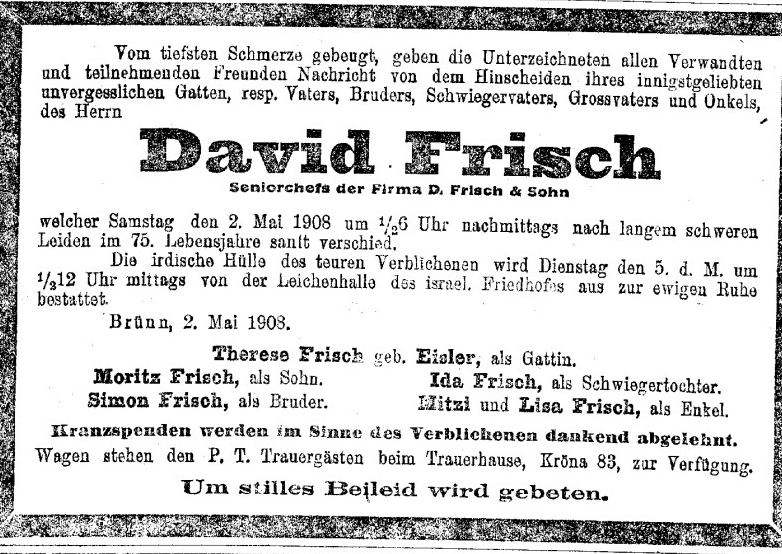 Vom tiefsten Schmerze gebeugt, geben die Unterzeichneten allen Verwandten
und teilnehmenden Freunden Nachricht von dem Hinscheiden ihres innigstgeliebten
unvergesslichen Gatten, resp. Vaters, Bruders, Schwiegervaters, Grossvaters und Onkels,
des Herrn
David Frisch
Seniorchefs der Firma D. Frisch & Sohn
welcher Samstag den 2. Mai 1908 um 1/26 Uhr nachmittags nach langem schweren
Leiden im 75. Lebensjahre sanft verschied.
Die irdische Hülle des teuren Verblichenen wird Dienstag den 5. d. M. um
1/212 Uhr mittags von der Leichenhalle des israel. Friedhofes aus zur ewigen Ruhe
bestattet.
Brünn, 2. Mai 1908.
Therese Frisch geb. Eisler, als Gattin.
Moritz Frisch, als Sohn. Ida Frisch, als Schwiegertochter.
Simon Frisch, als Bruder. Mitzi und Lisa Frisch, als Enkel.
Kranzspenden werden im Sinne des Verblichenen dankend abgelehnt.
Wagen stehen den P. T. Trauergästen beim Trauerhause, Kröna 83, zur Verfügung.
Um stilles Beileid wird gebeten.